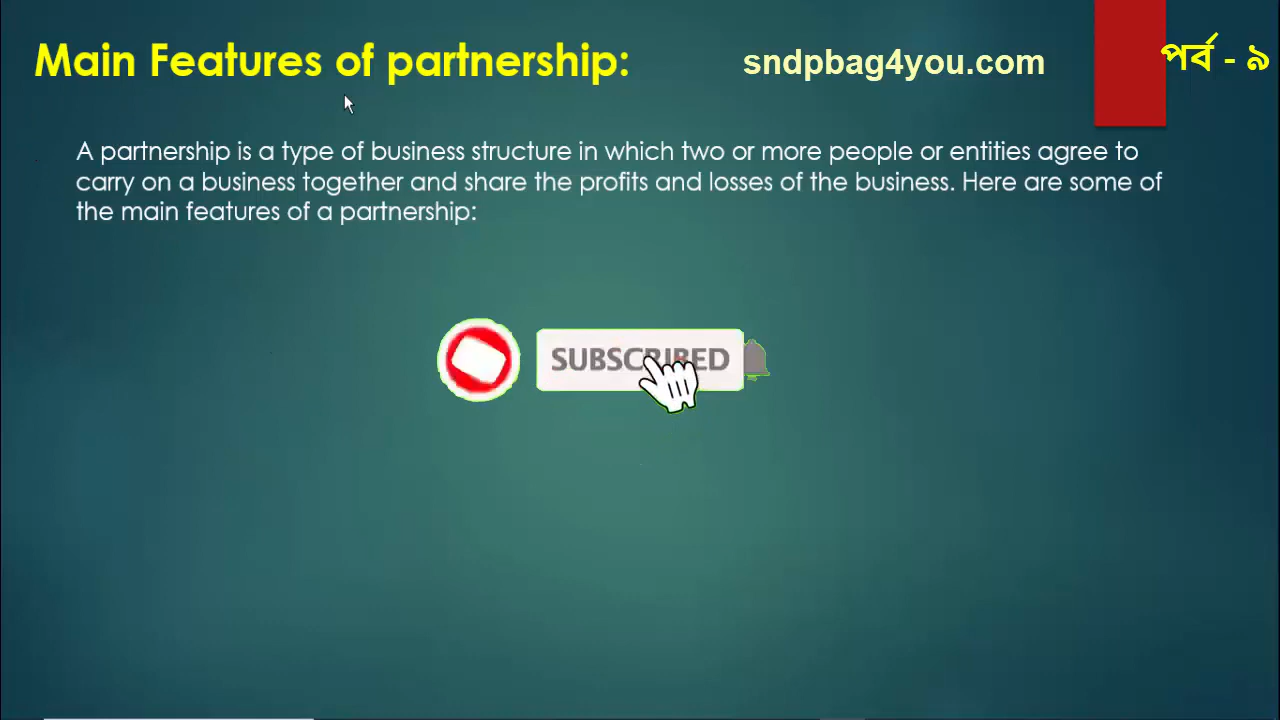 Main Features of partnership:
sndpbag4you.com
পর্ব - ৯
A partnership is a type of business structure in which two or more people or entities agree to
carry on a business together and share the profits and losses of the business. Here are some of
the main features of a partnership:
SUBSCRIBED